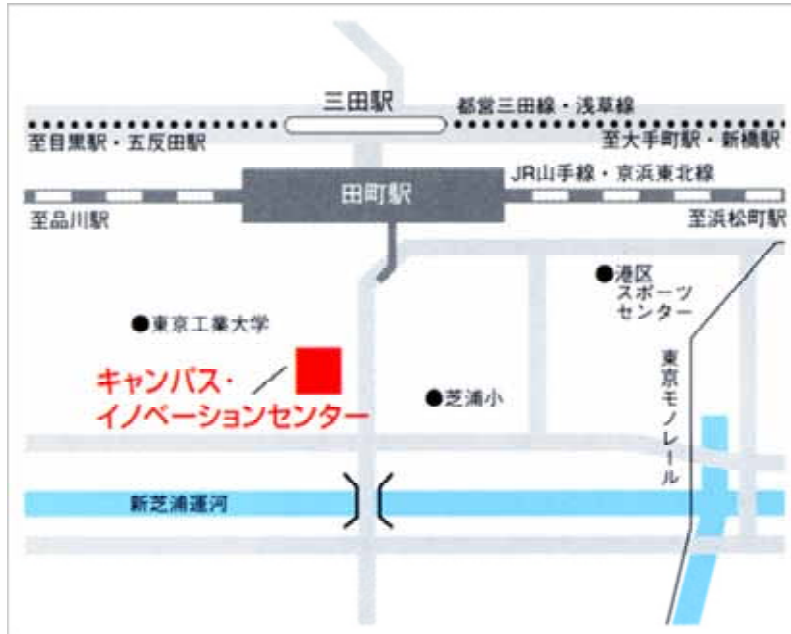 三田駅
都営三田線・浅草線
至目黒駅・五反田駅
至大手町駅・新橋駅
JR山手線・京浜東北線
田町駅
至品川駅
至浜松町駅
●港区
スポーツ
センター
●東京工業大学
キャンパス・
イノベーションセンター
●芝浦小
東京モノレール
新芝浦運河